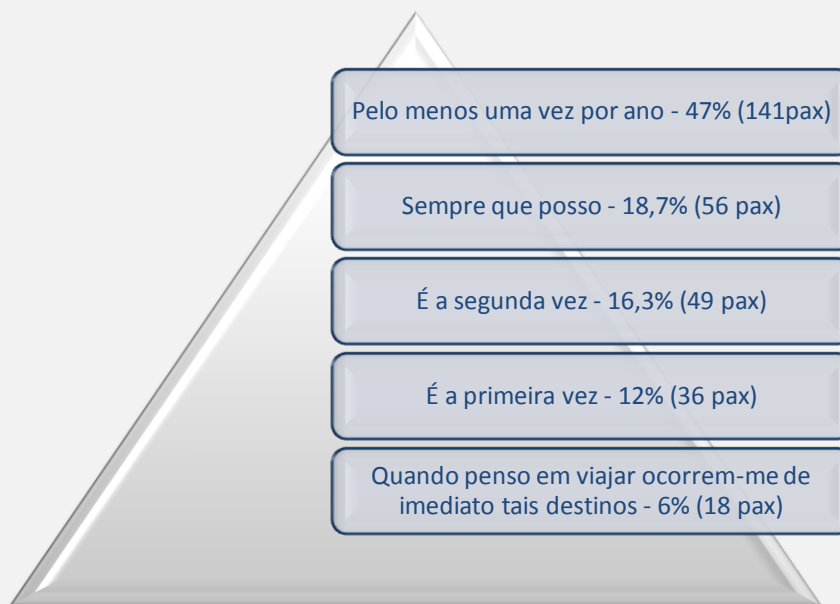 Pelo menos uma vez por ano - 47% (141pax)
Sempre que posso - 18,7% (56 pax)
É a segunda vez - 16,3% (49 pax)
É a primeira vez - 12% (36 pax)
Quando penso em viajar ocorrem-me de
imediato tais destinos - 6% (18 pax)